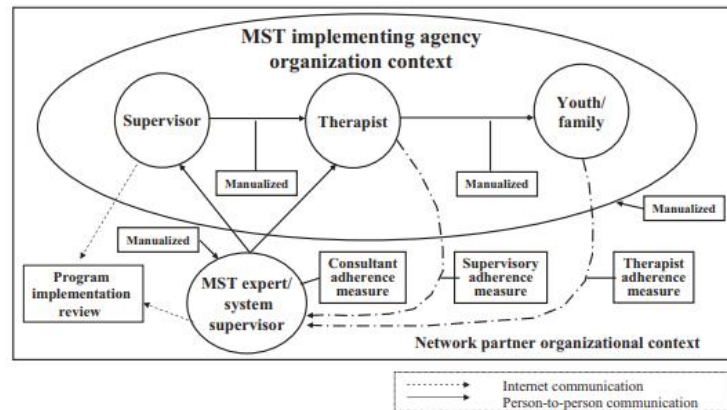 MST implementing agency
organization context
Supervisor
Therapist
Youth/
family
Manualized
Manualized
Manualized
Manualized
Program
implementation
review
MST expert/
system
supervisor
Consultant
adherence
measure
Supervisory
adherence
measure
Therapist
adherence
measure
Network partner organizational context
Internet communication
Person-to-person communication